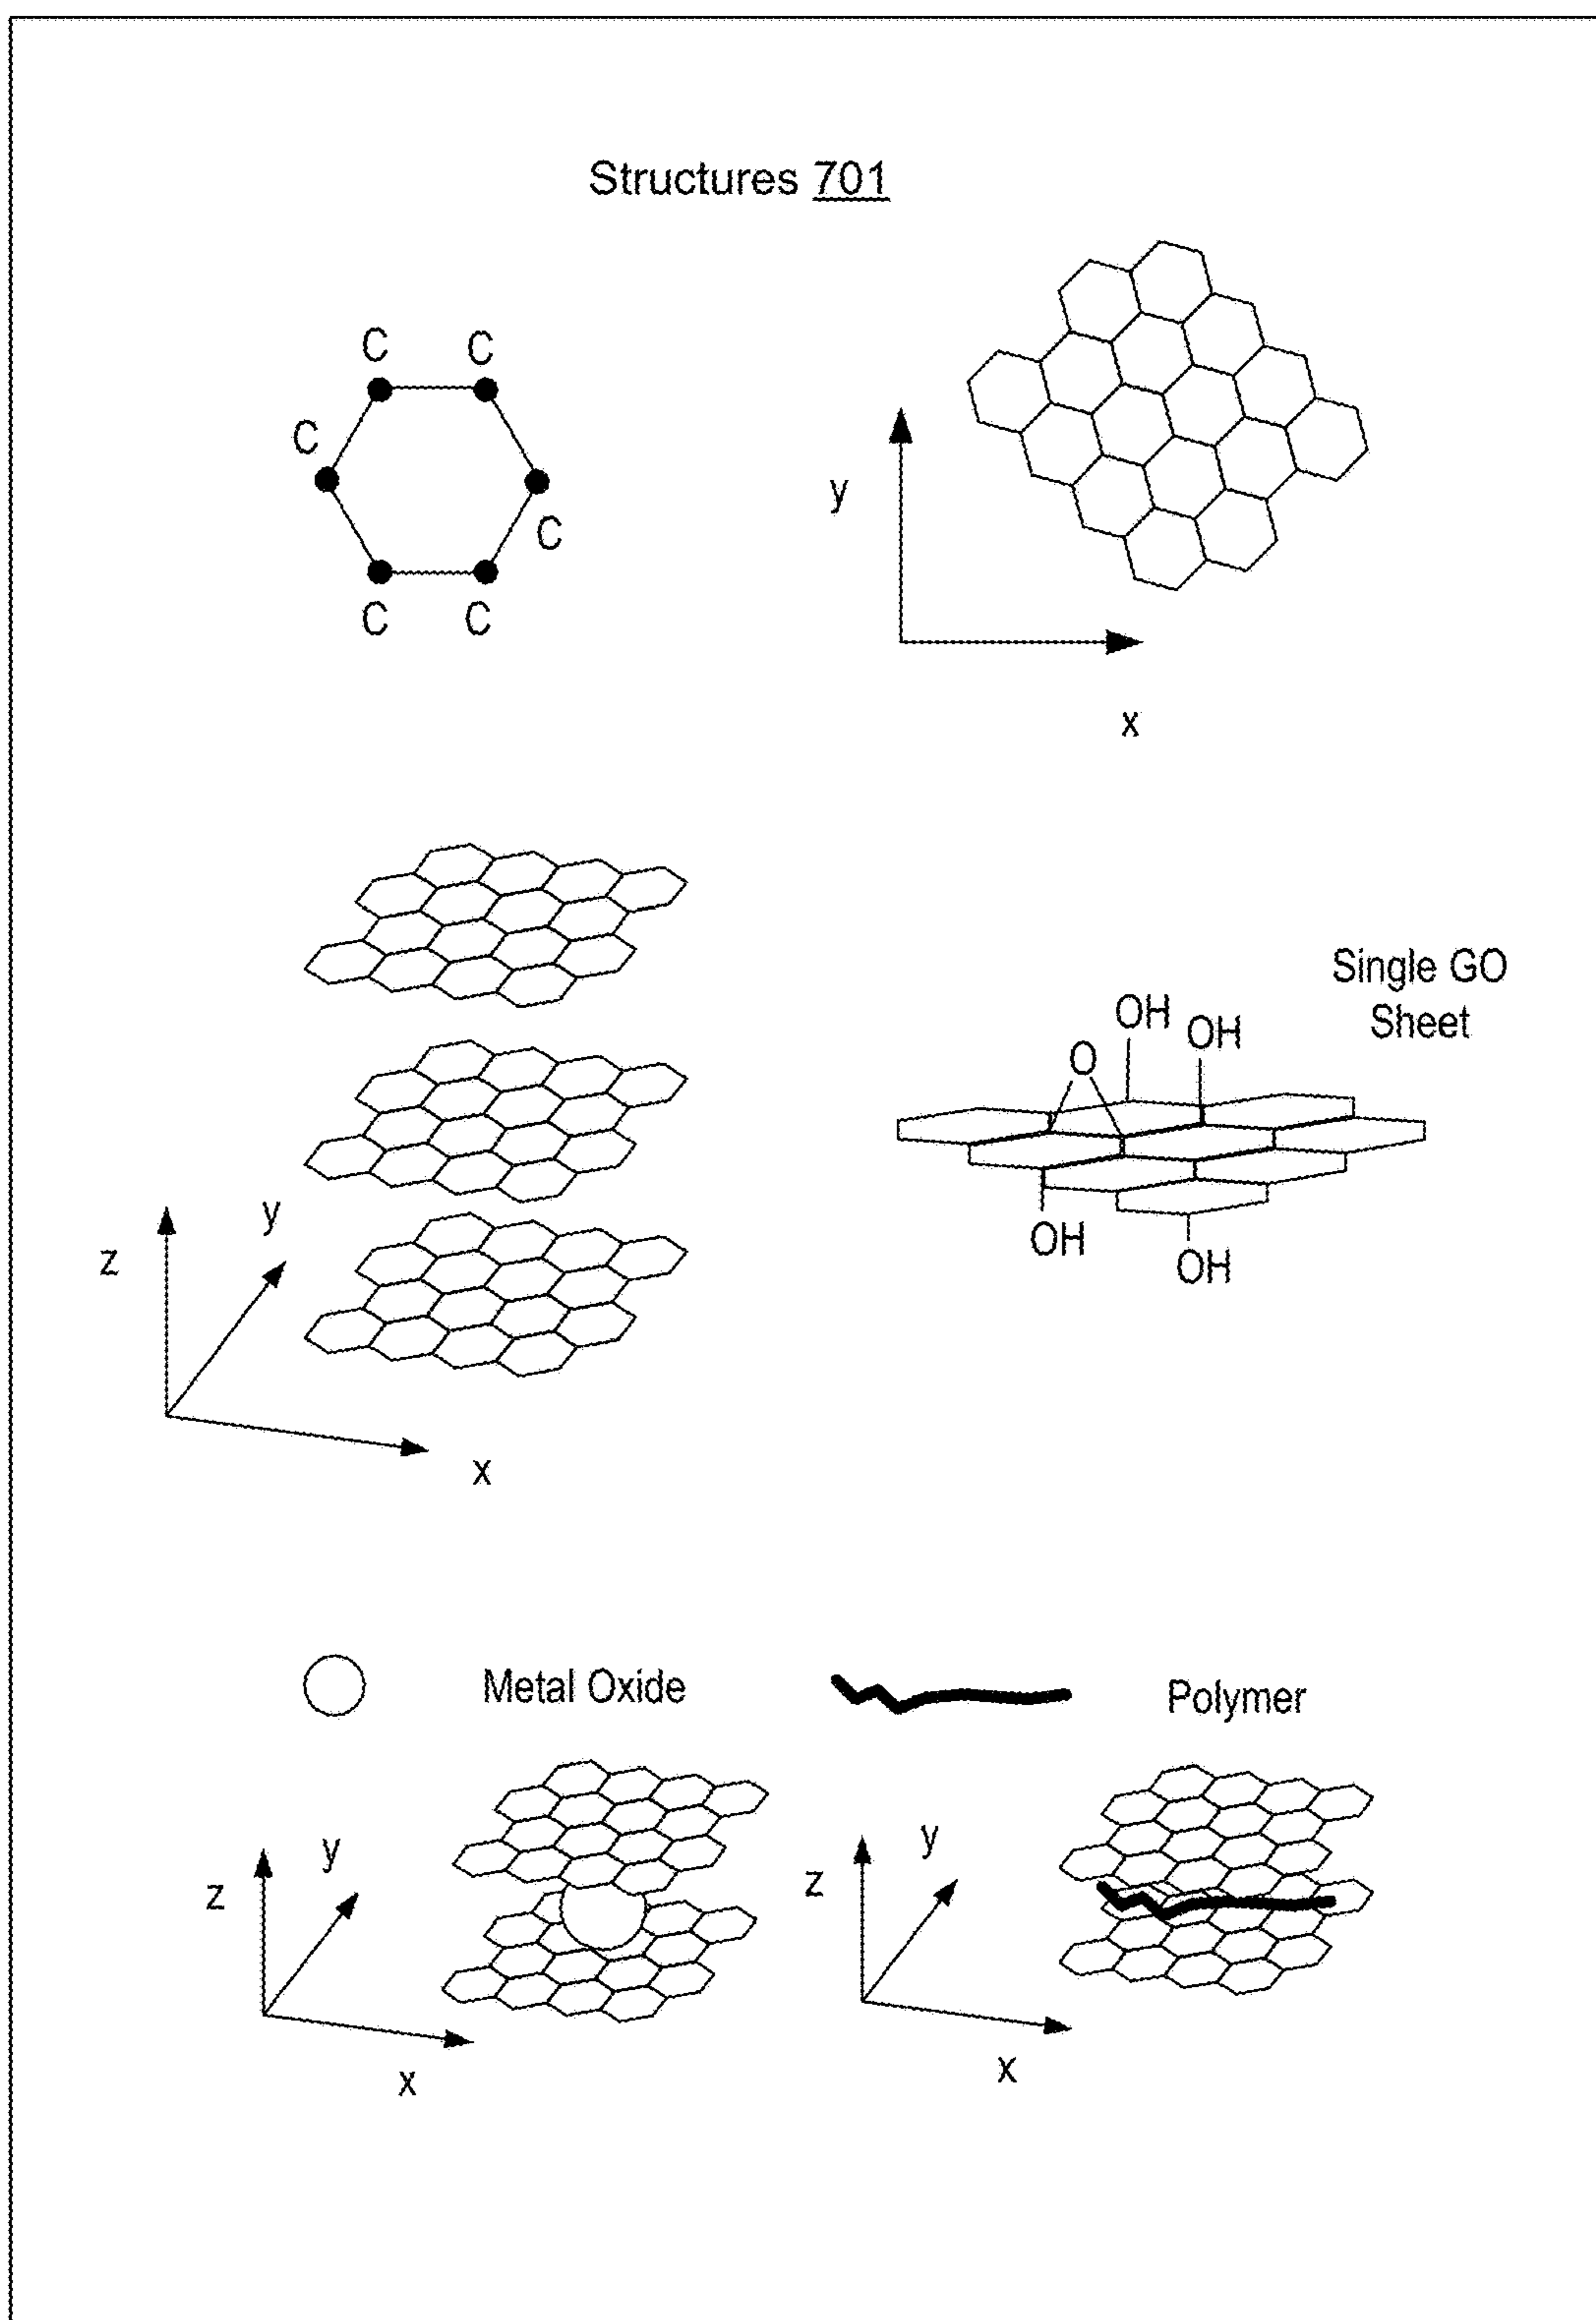 Structures 701
C C
C
C
C C
y
x
Single GO
Sheet
OH
OH
O
OH
OH
z
y
x
Metal Oxide
Polymer
z
y
x
z
y
x